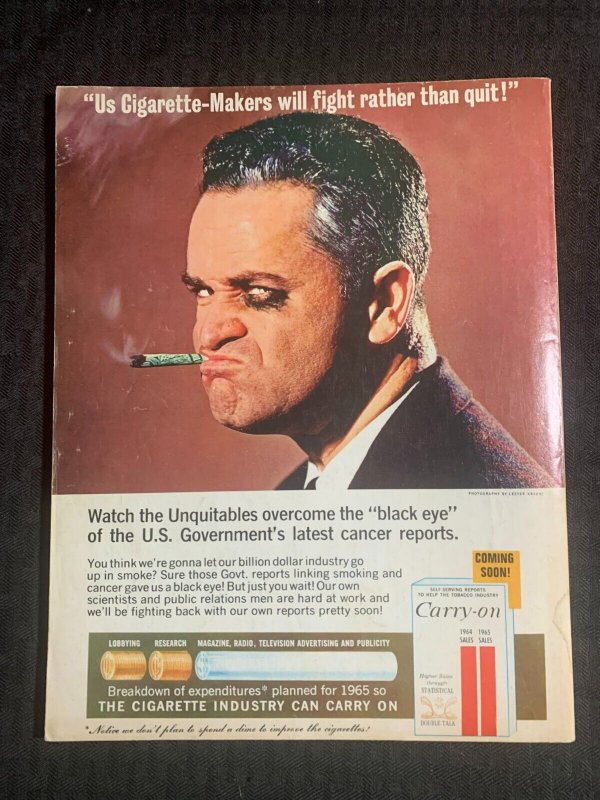 “Us Cigarette-Makers will fight rather than quit!”
PHOTOGRAPHY BY LESTER KRAUSS
Watch the Unquitables overcome the “black eye”
of the U.S. Government’s latest cancer reports.
You think we’re gonna let our billion dollar industry go
up in smoke? Sure those Govt. reports linking smoking and
cancer gave us a black eye! But just you wait! Our own
scientists and public relations men are hard at work and
we’ll be fighting back with our own reports pretty soon!
COMING
SOON!
SELF SERVING REPORTS
TO HELP THE TOBACCO INDUSTRY
Carry-on
1964 1965
SALES SALES
Higher Sales
through
STATISTICAL
DOUBLE TALK
LOBBYING RESEARCH MAGAZINE, RADIO, TELEVISION ADVERTISING AND PUBLICITY
Breakdown of expenditures* planned for 1965 so
THE CIGARETTE INDUSTRY CAN CARRY ON
*Notice we don’t plan to spend a dime to improve the cigarettes!